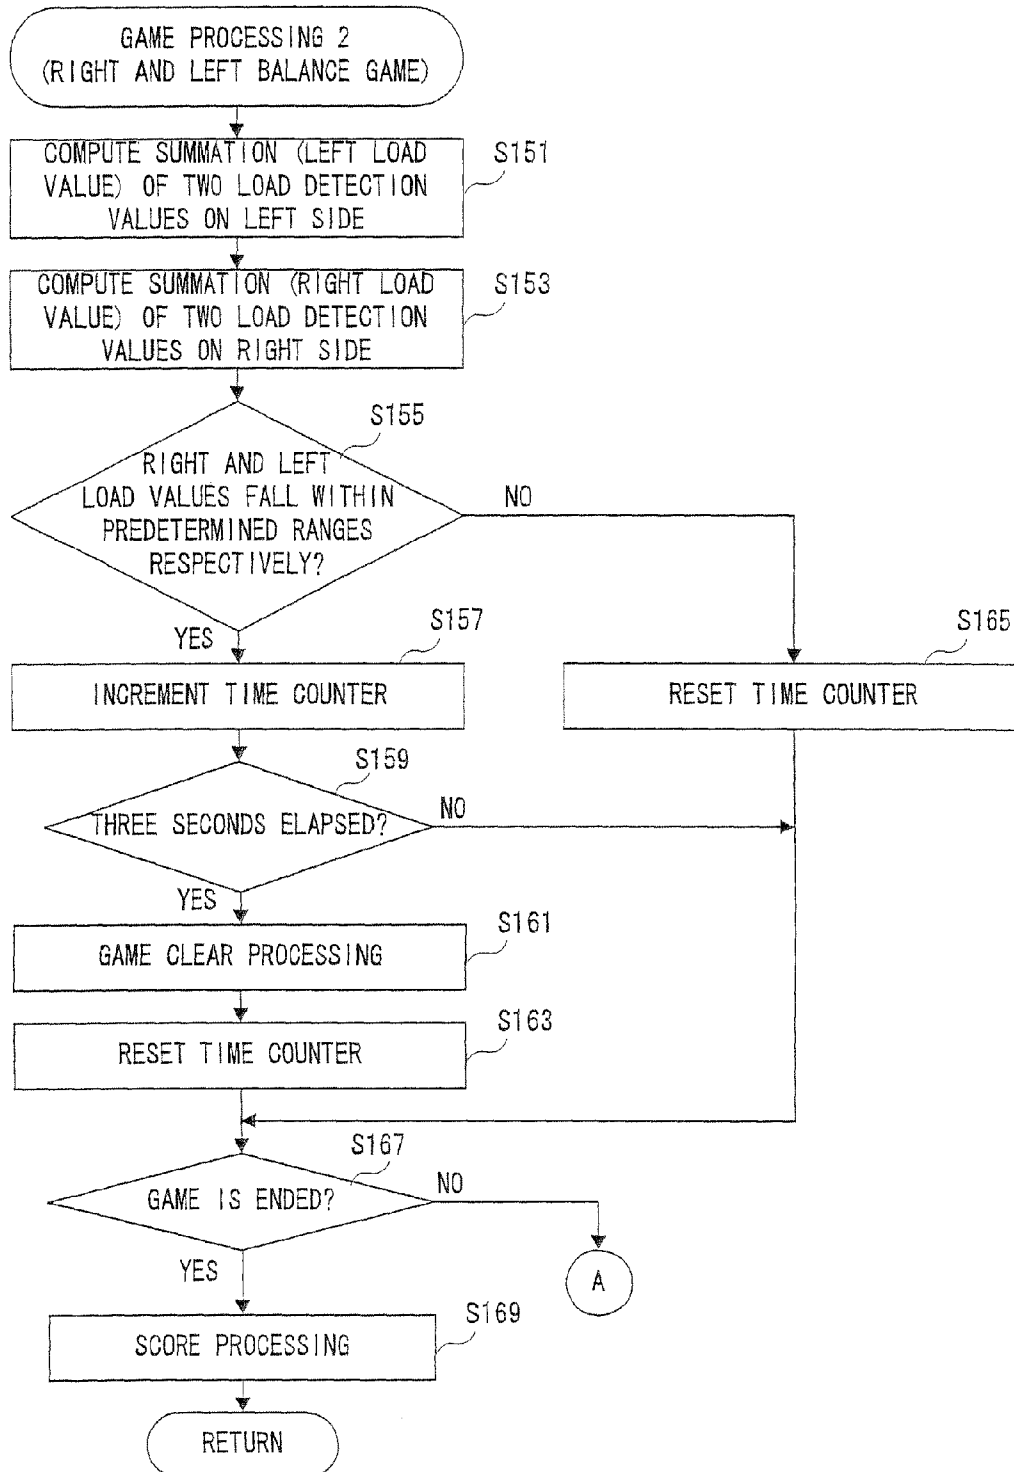 GAME PROCESSING 2
(RIGHT AND LEFT BALANCE GAME)
COMPUTE SUMMATION (LEFT LOAD
VALUE) OF TWO LOAD DETECTION
VALUES ON LEFT SIDE
S151
COMPUTE SUMMATION (RIGHT LOAD
VALUE) OF TWO LOAD DETECTION
VALUES ON RIGHT SIDE
S153
S155
RIGHT AND LEFT
LOAD VALUES FALL WITHIN
PREDETERMINED RANGES
RESPECTIVELY?
NO
YES
S157
INCREMENT TIME COUNTER
S165
RESET TIME COUNTER
S159
THREE SECONDS ELAPSED?
NO
YES
S161
GAME CLEAR PROCESSING
S163
RESET TIME COUNTER
S167
GAME IS ENDED?
NO
A
YES
S169
SCORE PROCESSING
RETURN